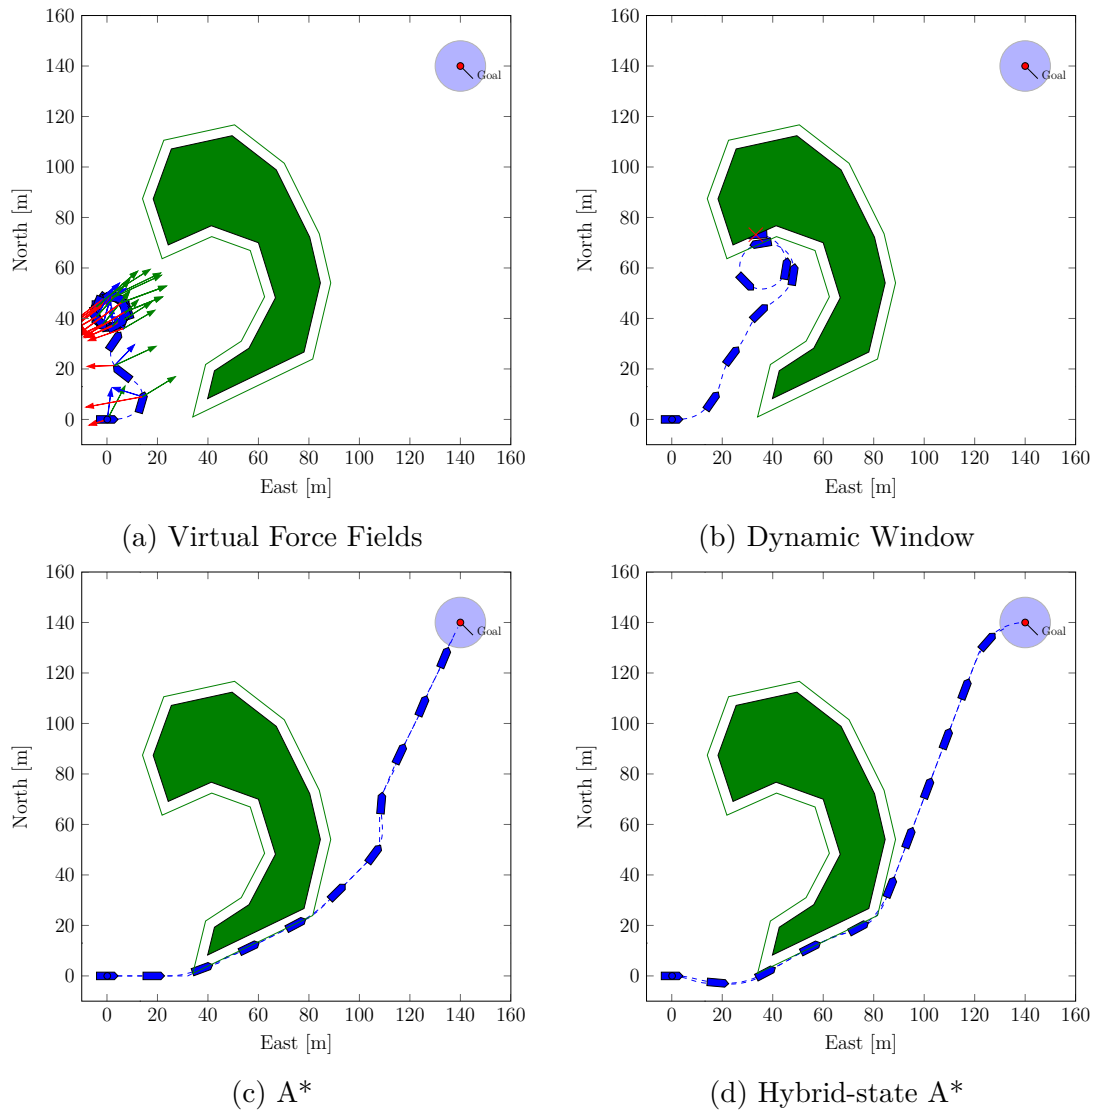 160
140
120
100
80
60
40
20
0
North [m]
Goal
0 20 40 60 80 100 120 140 160
East [m]
(a) Virtual Force Fields
160
140
120
100
80
60
40
20
0
North [m]
Goal
0 20 40 60 80 100 120 140 160
East [m]
(b) Dynamic Window
160
140
120
100
80
60
40
20
0
North [m]
Goal
0 20 40 60 80 100 120 140 160
East [m]
(c) A*
160
140
120
100
80
60
40
20
0
North [m]
Goal
0 20 40 60 80 100 120 140 160
East [m]
(d) Hybrid-state A*